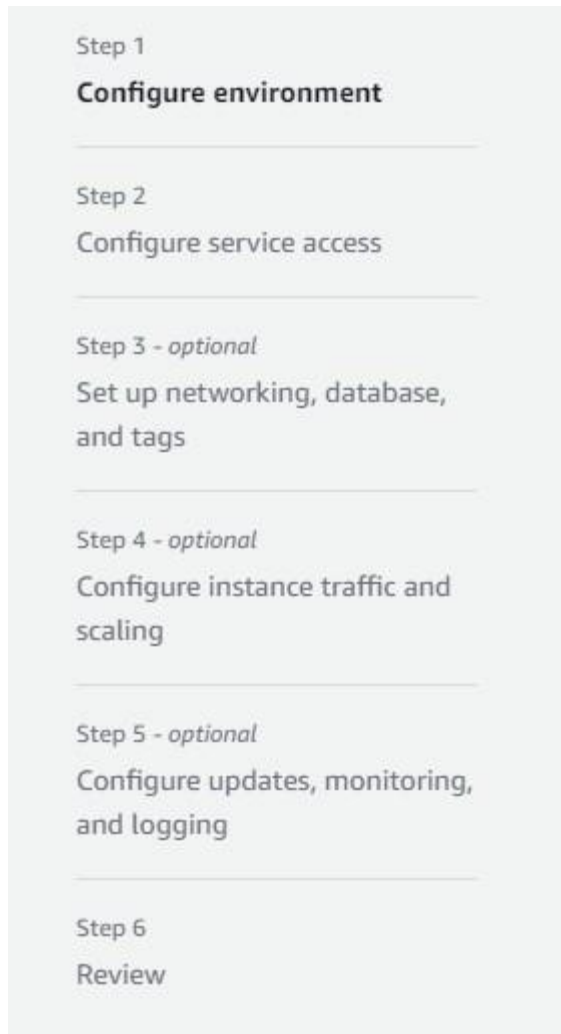 Step 1
Configure environment
Step 2
Configure service access
Step 3 - optional
Set up networking, database,
and tags
Step 4 - optional
Configure instance traffic and
scaling
Step 5 - optional
Configure updates, monitoring,
and logging
Step 6
Review